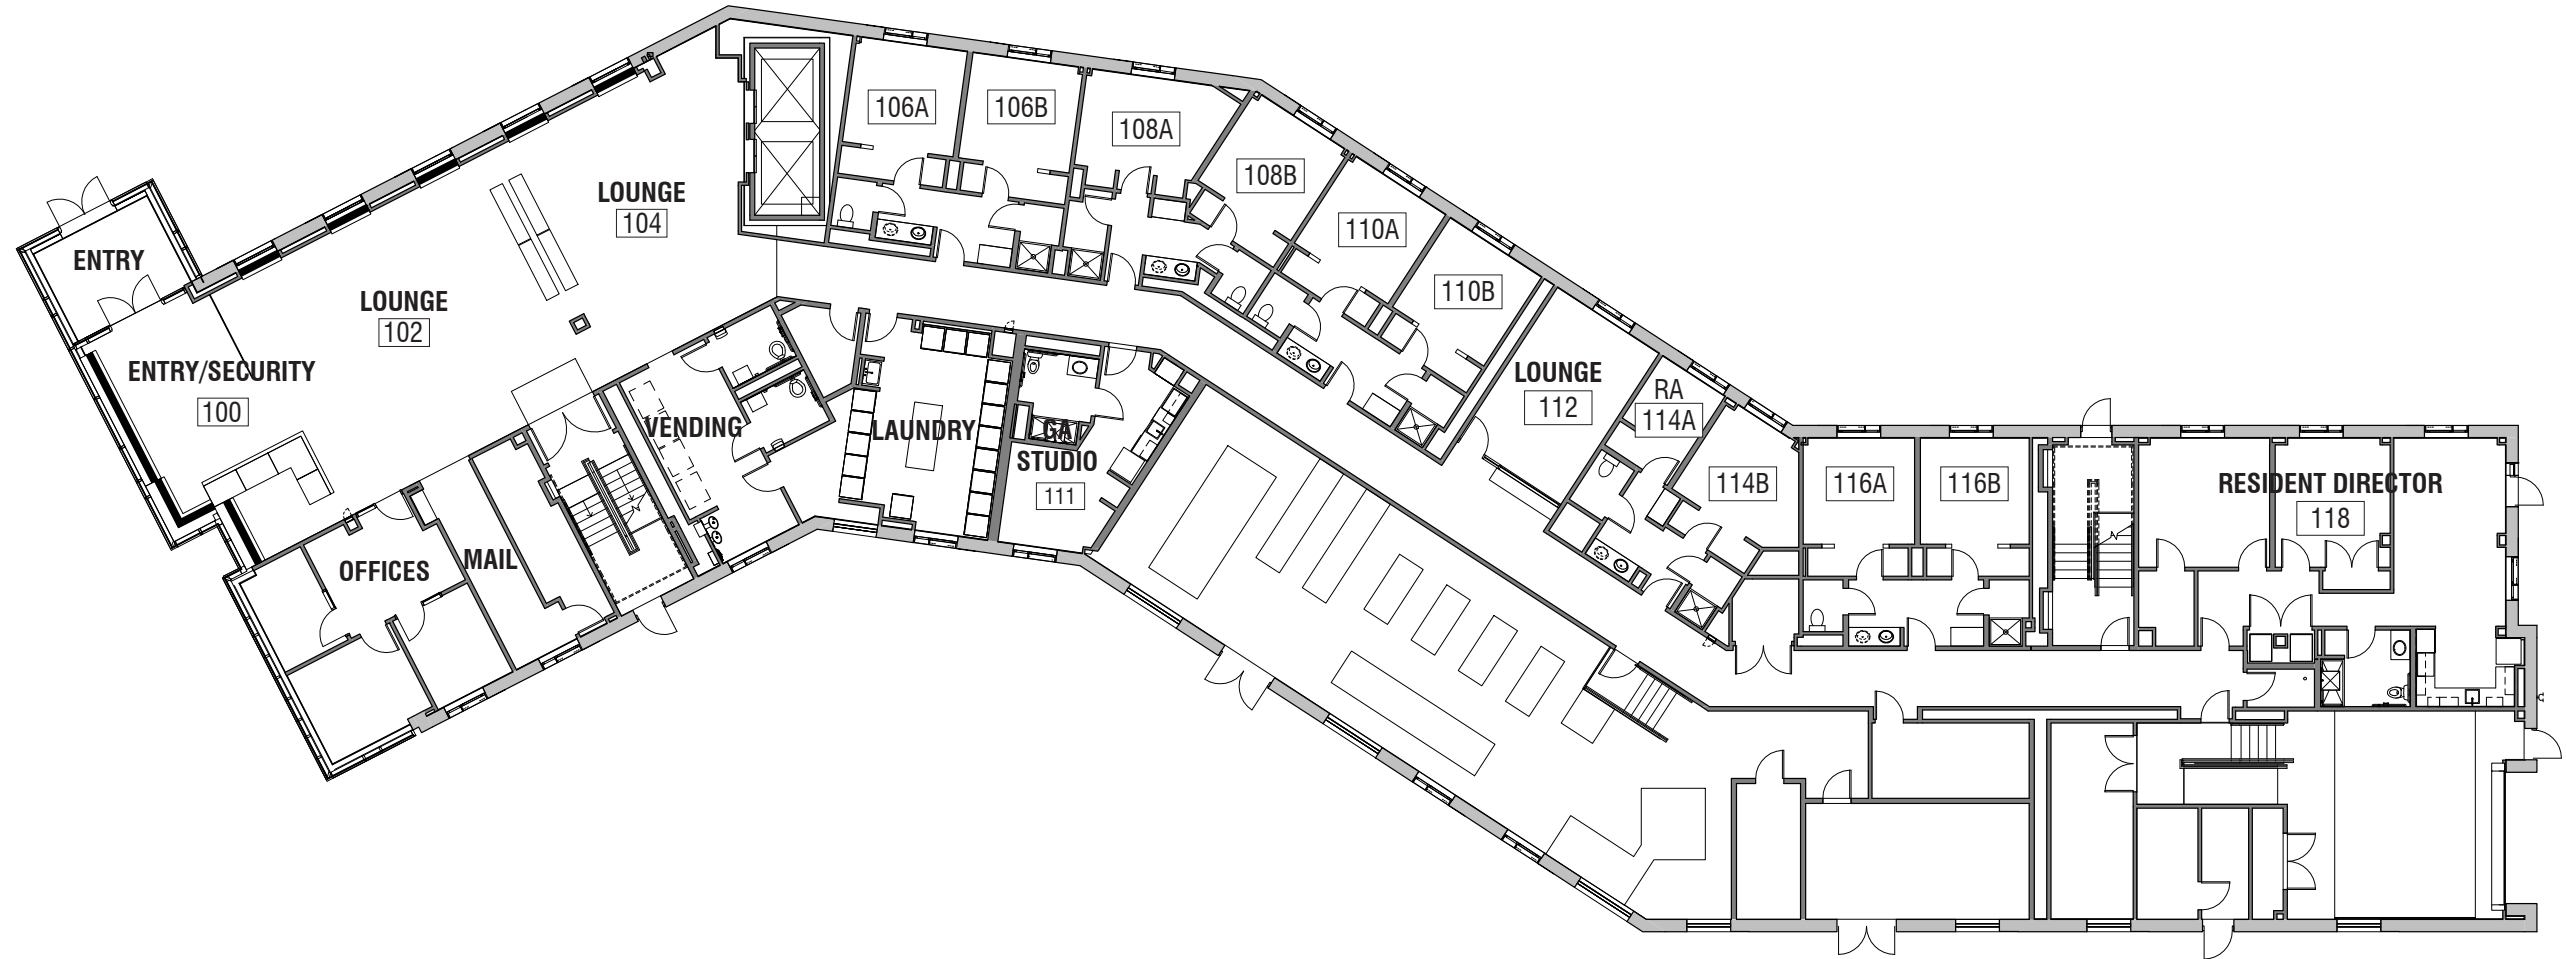 ENTRY
ENTRY/SECURITY
100
LOUNGE
102
LOUNGE
104
OFFICES
MAIL
VENDING
LAUNDRY
GA
STUDIO
111
106A
106B
108A
108B
110A
110B
LOUNGE
112
RA
114A
114B
116A
116B
RESIDENT DIRECTOR
118